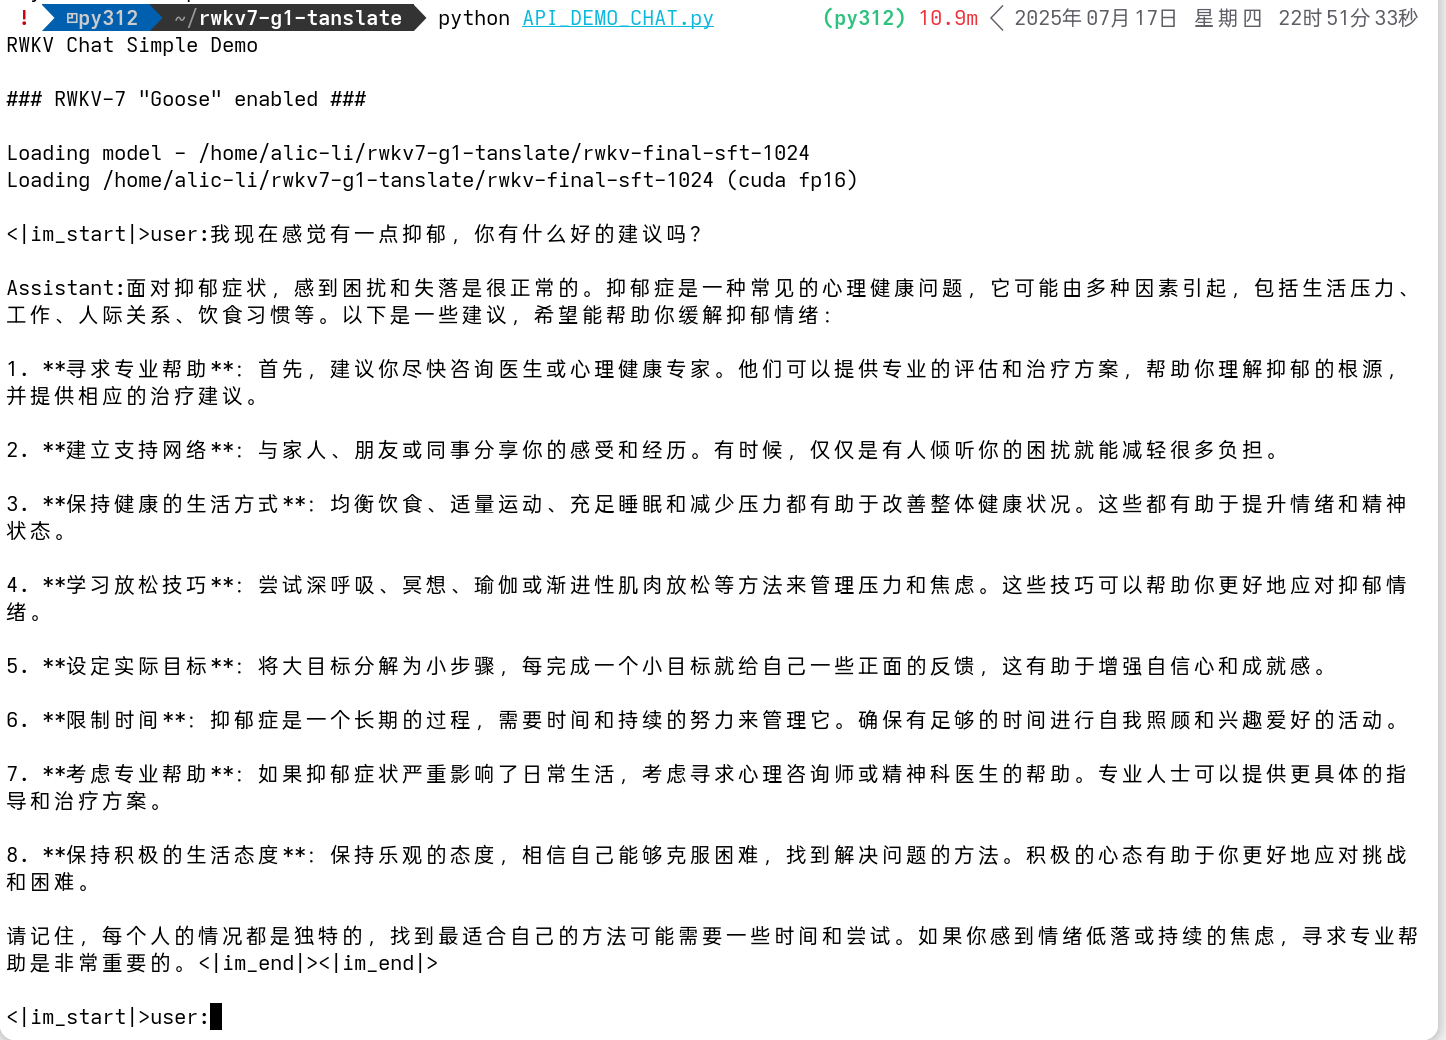 ! py312 ~/rwkv7-g1-tanslate python API_DEMO_CHAT.py (py312) 10.9m 2025年07月17日 星期四 22时51分33秒
RWKV Chat Simple Demo
### RWKV-7 "Goose" enabled ###
Loading model - /home/alic-li/rwkv7-g1-tanslate/rwkv-final-sft-1024
Loading /home/alic-li/rwkv7-g1-tanslate/rwkv-final-sft-1024 (cuda fp16)
<|im_start|>user:我现在感觉有一点抑郁，你有什么好的建议吗？
Assistant:面对抑郁症状，感到困扰和失落是很正常的。抑郁症是一种常见的心理健康问题，它可能由多种因素引起，包括生活压力、
工作、人际关系、饮食习惯等。以下是一些建议，希望能帮助你缓解抑郁情绪：
1. **寻求专业帮助**：首先，建议你尽快咨询医生或心理健康专家。他们可以提供专业的评估和治疗方案，帮助你理解抑郁的根源，
并提供相应的治疗建议。
2. **建立支持网络**：与家人、朋友或同事分享你的感受和经历。有时候，仅仅是有人倾听你的困扰就能减轻很多负担。
3. **保持健康的生活方式**：均衡饮食、适量运动、充足睡眠和减少压力都有助于改善整体健康状况。这些都有助于提升情绪和精神
状态。
4. **学习放松技巧**：尝试深呼吸、冥想、瑜伽或渐进性肌肉放松等方法来管理压力和焦虑。这些技巧可以帮助你更好地应对抑郁情
绪。
5. **设定实际目标**：将大目标分解为小步骤，每完成一个小目标就给自己一些正面的反馈，这有助于增强自信心和成就感。
6. **限制时间**：抑郁症是一个长期的过程，需要时间和持续的努力来管理它。确保有足够的时间进行自我照顾和兴趣爱好的活动。
7. **考虑专业帮助**：如果抑郁症状严重影响了日常生活，考虑寻求心理咨询师或精神科医生的帮助。专业人士可以提供更具体的指
导和治疗方案。
8. **保持积极的生活态度**：保持乐观的态度，相信自己能够克服困难，找到解决问题的方法。积极的心态有助于你更好地应对挑战
和困难。
请记住，每个人的情况都是独特的，找到最适合自己的方法可能需要一些时间和尝试。如果你感到情绪低落或持续的焦虑，寻求专业帮
助是非常重要的。<|im_end|><|im_end|>
<|im_start|>user: